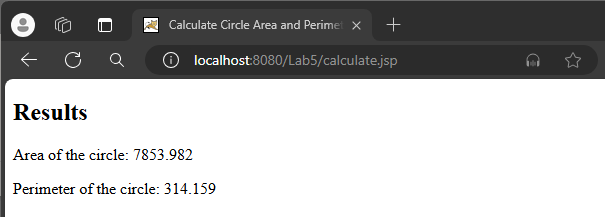 Calculate Circle Area and Perimet
localhost:8080/Lab5/calculate.jsp
Results
Area of the circle: 7853.982
Perimeter of the circle: 314.159